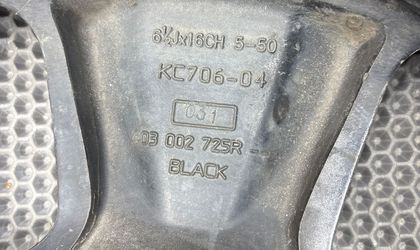 6½Jx16CH 5-50
KC706-04
031
403 002 725R --
BLACK